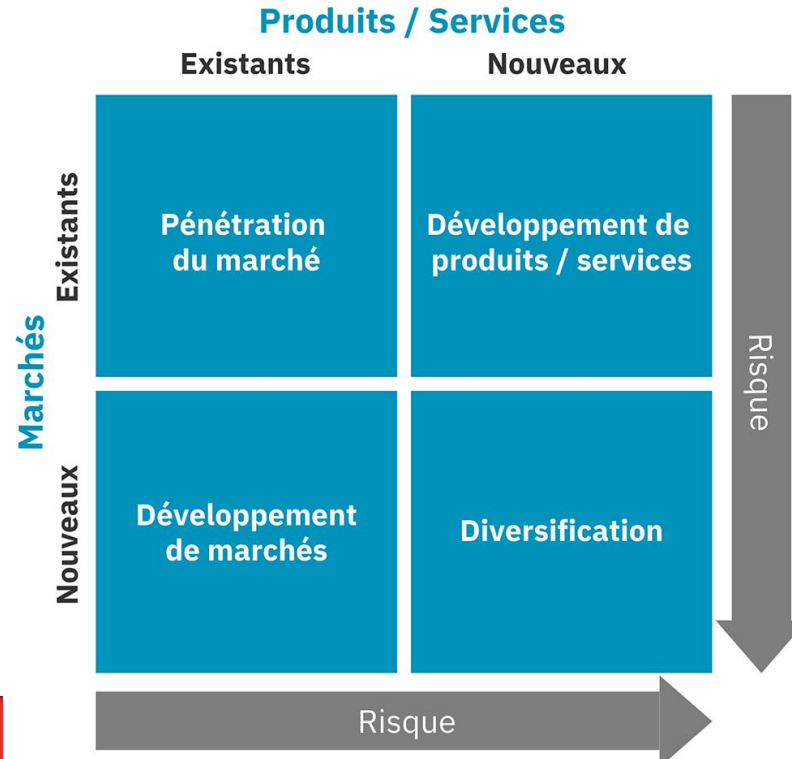 Produits / Services
Existants
Nouveaux
Marchés
Existants
Pénétration
du marché
Développement de
produits / services
Risque
Nouveaux
Développement
de marchés
Diversification
Risque